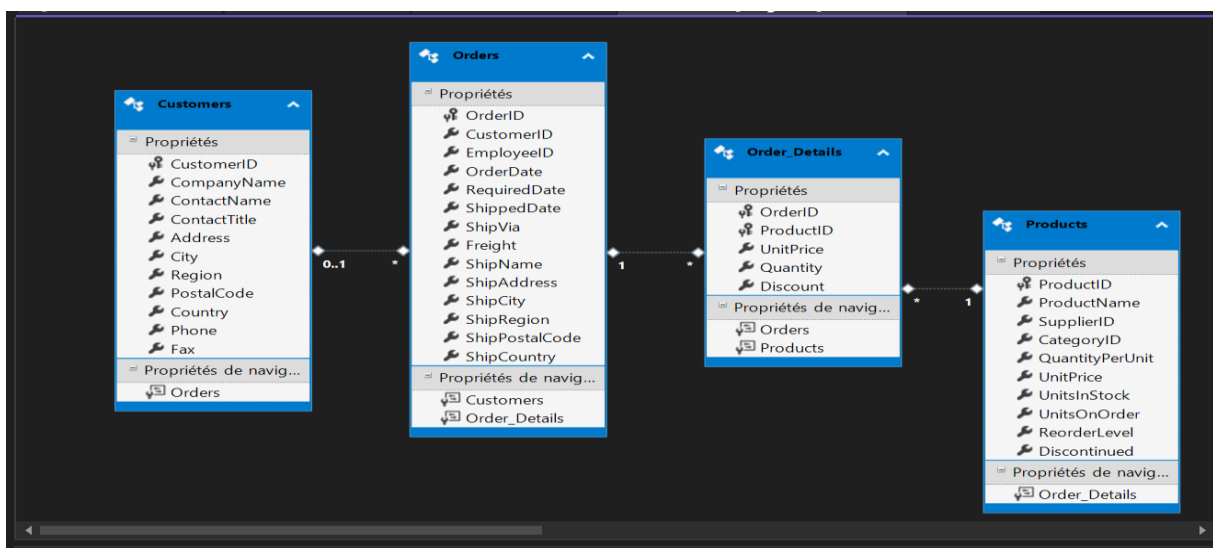 Customers
Propriétés
CustomerID
CompanyName
ContactName
ContactTitle
Address
City
Region
PostalCode
Country
Phone
Fax
Propriétés de navig...
Orders
0..1
*
Orders
Propriétés
OrderID
CustomerID
EmployeeID
OrderDate
RequiredDate
ShippedDate
ShipVia
Freight
ShipName
ShipAddress
ShipCity
ShipRegion
ShipPostalCode
ShipCountry
Propriétés de navig...
Customers
Order_Details
1
*
Order_Details
Propriétés
OrderID
ProductID
UnitPrice
Quantity
Discount
Propriétés de navig...
Orders
Products
*
1
Products
Propriétés
ProductID
ProductName
SupplierID
CategoryID
QuantityPerUnit
UnitPrice
UnitsInStock
UnitsOnOrder
ReorderLevel
Discontinued
Propriétés de navig...
Order_Details